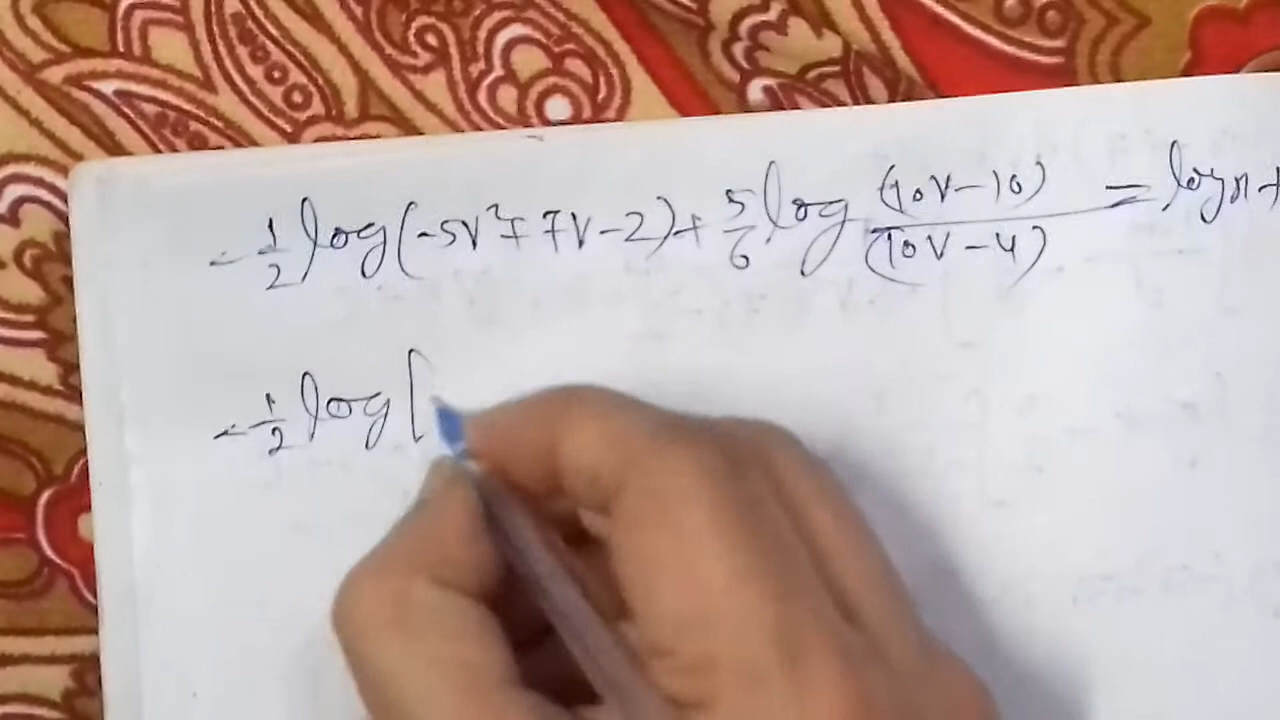 -1/2 log(-5v²+7v-2)+5/6 log (10v-10)/(10v-4) = log x+
-1/2 log[